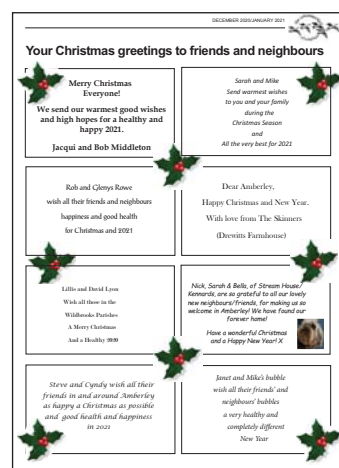 DECEMBER 2020/JANUARY 2021
Your Christmas greetings to friends and neighbours
Merry Christmas
Everyone!
We send our warmest good wishes
and high hopes for a healthy and
happy 2021.
Jacqui and Bob Middleton
Sarah and Mike
Send warmest wishes
to you and your family
during the
Christmas Season
and
All the very best for 2021
Rob and Glenys Rowe
wish all their friends and neighbours
happiness and good health
for Christmas and 2021
Dear Amberley,
Happy Christmas and New Year.
With love from The Skinners
(Drewitts Farmhouse)
Lillis and David Lyon
Wish all those in the
Wildbrooks Parishes
A Merry Christmas
And a Healthy 2020
Nick, Sarah & Bella, of Stream House/
Kennards, are so grateful to all our lovely
new neighbours/friends, for making us so
welcome in Amberley! We have found our
forever home!
Have a wonderful Christmas
and a Happy New Year! X
Steve and Cyndy wish all their
friends in and around Amberley
as happy a Christmas as possible
and good health and happiness
in 2021
Janet and Mike's bubble
wish all their friends' and
neighbours' bubbles
a very healthy and
completely different
New Year